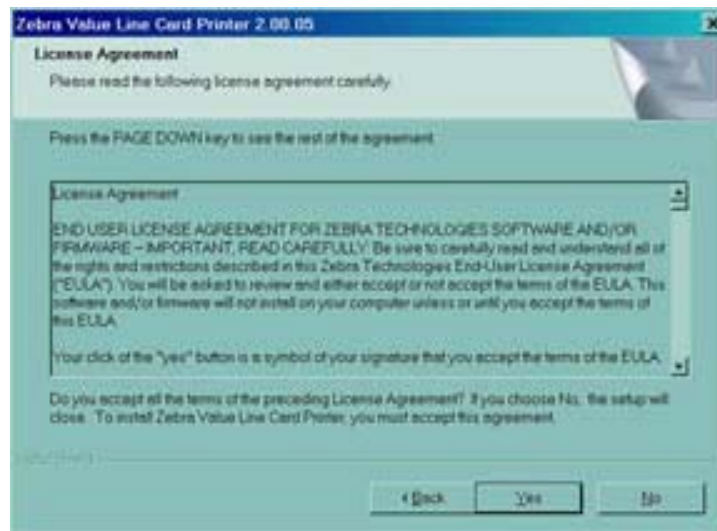 Zebra Value Line Card Printer 2.00.05
License Agreement
Please read the following license agreement carefully.
Press the PAGE DOWN key to see the rest of the agreement.
License Agreement
END USER LICENSE AGREEMENT FOR ZEBRA TECHNOLOGIES SOFTWARE AND/OR
FIRMWARE – IMPORTANT, READ CAREFULLY: Be sure to carefully read and understand all of
the rights and restrictions described in this Zebra Technologies End-User License Agreement
("EULA"). You will be asked to review and either accept or not accept the terms of the EULA. This
software and/or firmware will not install on your computer unless or until you accept the terms of
this EULA.
Your click of the "yes" button is a symbol of your signature that you accept the terms of the EULA.
Do you accept all the terms of the preceding License Agreement? If you choose No, the setup will
close. To install Zebra Value Line Card Printer, you must accept this agreement.
< Back
Yes
No